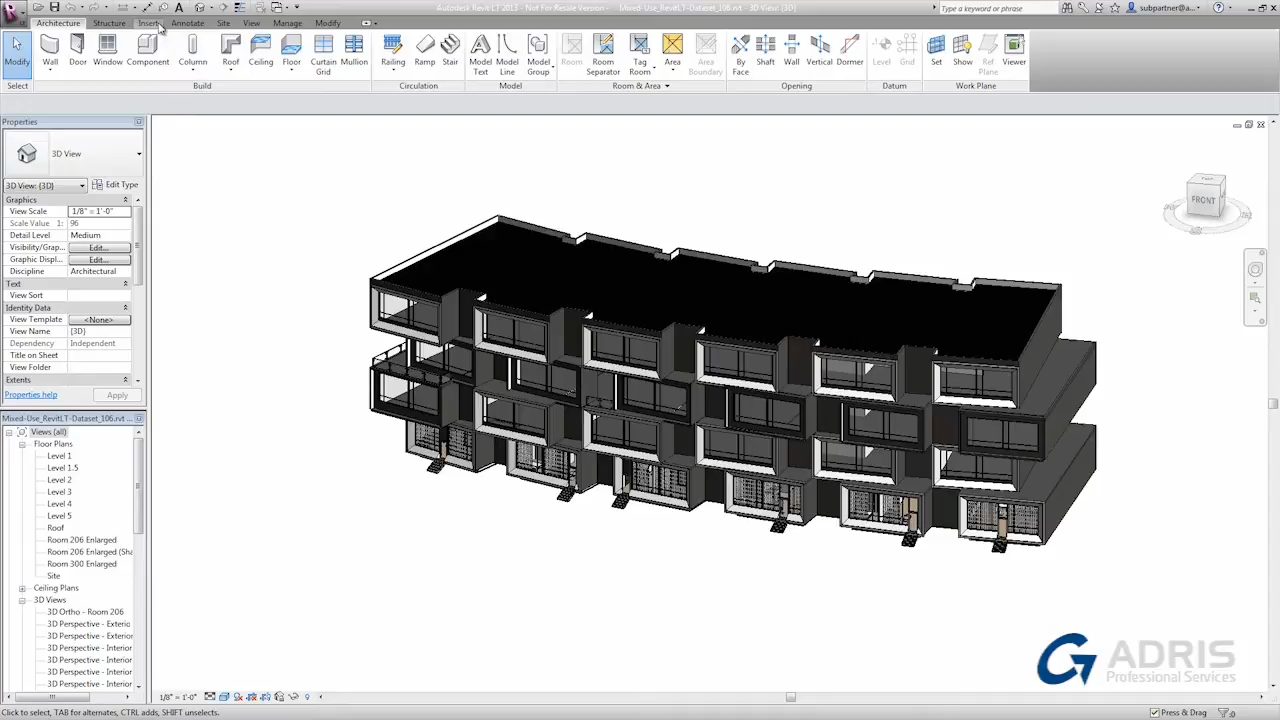 Autodesk Revit LT 2013 - Not For Resale Version - Mixed-Use_RevitLT-Dataset_106.rvt - 3D View: {3D}
Type a keyword or phrase
subpartner@a...
Architecture Structure Insert Annotate Site View Manage Modify
Modify Wall Door Window Component Column Roof Ceiling Floor Curtain Grid Mullion Railing Ramp Stair Model Text Model Line Model Group Room Room Separator Tag Room Area Area Boundary By Face Shaft Wall Vertical Dormer Level Grid Set Show Ref Plane Viewer
Select Build Circulation Model Room & Area Opening Datum Work Plane
Properties
3D View
3D View: {3D} Edit Type
Graphics
View Scale 1/8" = 1'-0"
Scale Value 1: 96
Detail Level Medium
Visibility/Grap... Edit...
Graphic Displ... Edit...
Discipline Architectural
Text
View Sort
Identity Data
View Template <None>
View Name {3D}
Dependency Independent
Title on Sheet
View Folder
Extents
Properties help Apply
Mixed-Use_RevitLT-Dataset_106.rvt ...
Views (all)
Floor Plans
Level 1
Level 1.5
Level 2
Level 3
Level 4
Level 5
Roof
Room 206 Enlarged
Room 206 Enlarged (Sha
Room 300 Enlarged
Site
Ceiling Plans
3D Views
3D Ortho - Room 206
3D Perspective - Exterio
3D Perspective - Exterio
3D Perspective - Interior
3D Perspective - Interior
3D Perspective - Interior
3D Perspective - Interior
FRONT
ADRIS
Professional Services
1/8" = 1'-0"
Click to select, TAB for alternates, CTRL adds, SHIFT unselects.
Press & Drag
:0